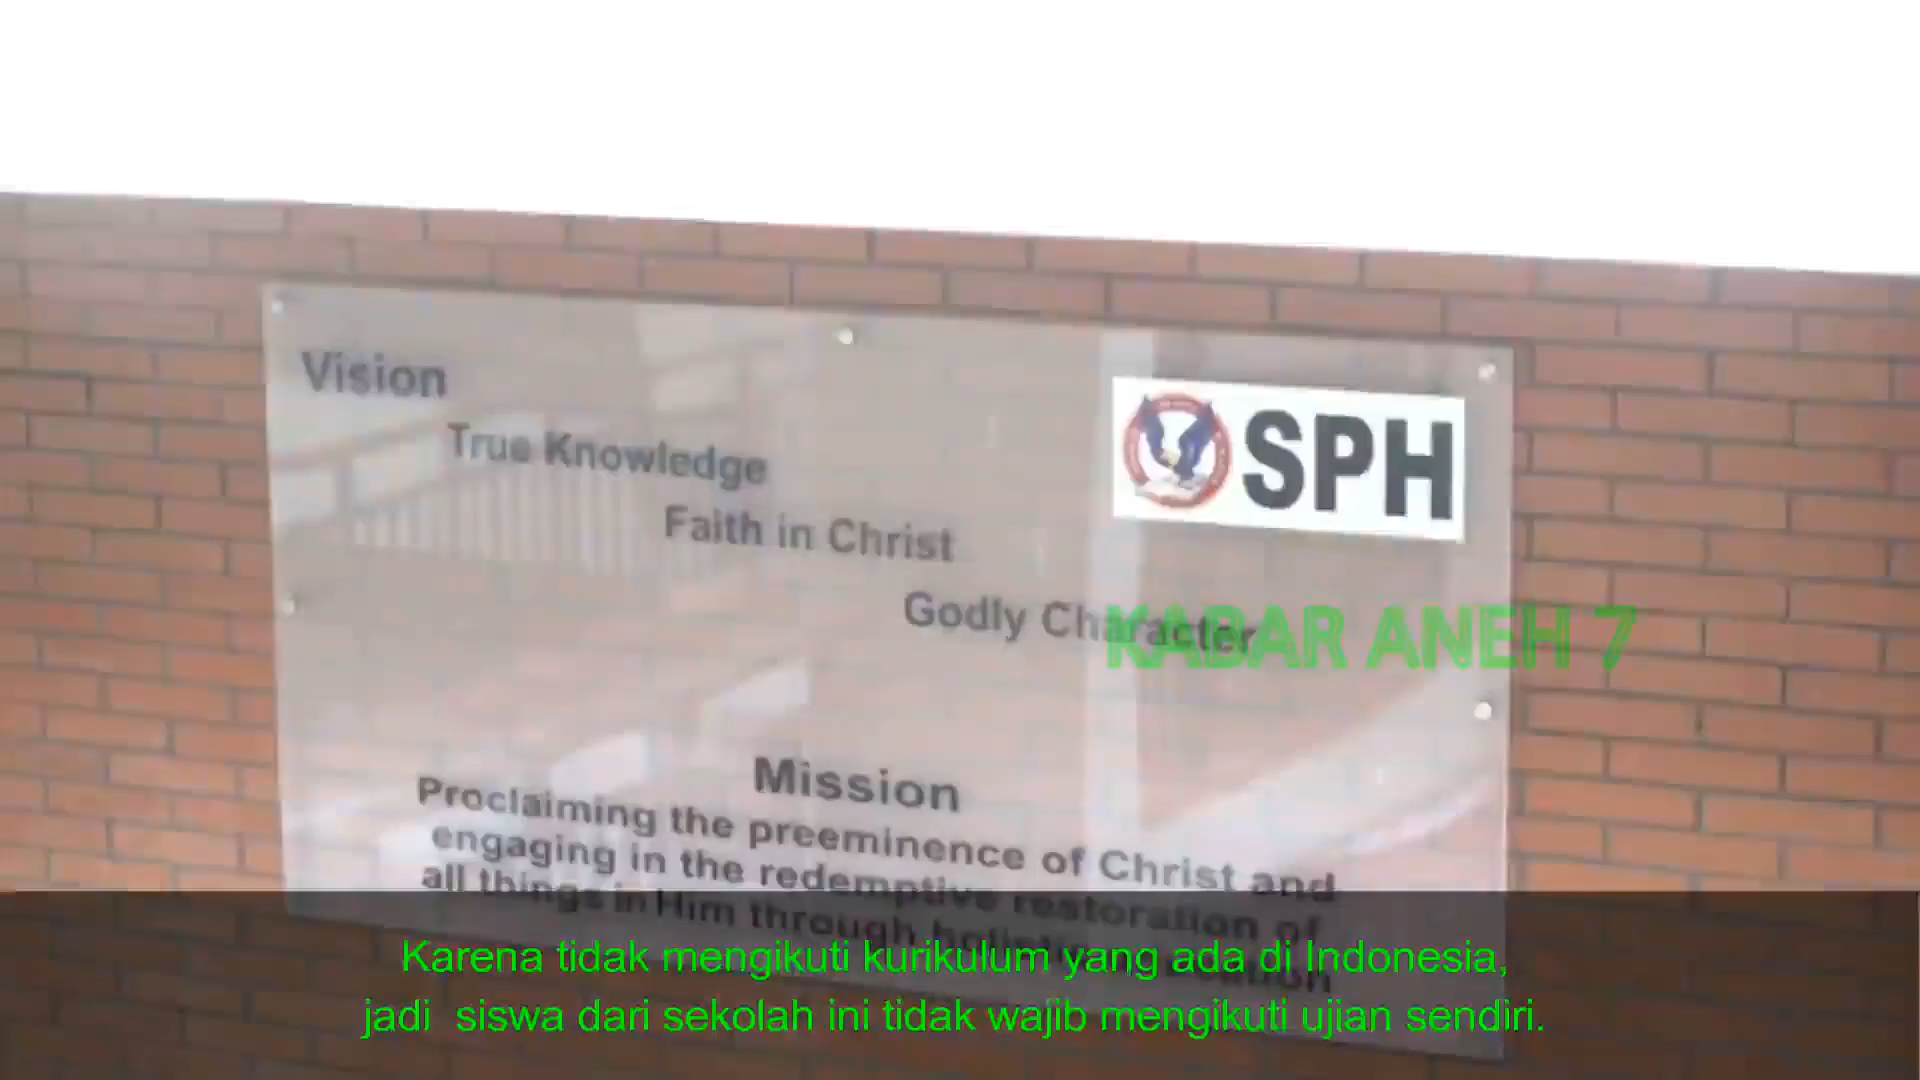 Vision
True Knowledge
Faith in Christ
Godly Character
SPH
KABAR ANEH 7
Mission
Proclaiming the preeminence of Christ and
engaging in the redemptive restoration of
all things in Him through
Karena tidak mengikuti kurikulum yang ada di Indonesia,
jadi siswa dari sekolah ini tidak wajib mengikuti ujian sendiri.